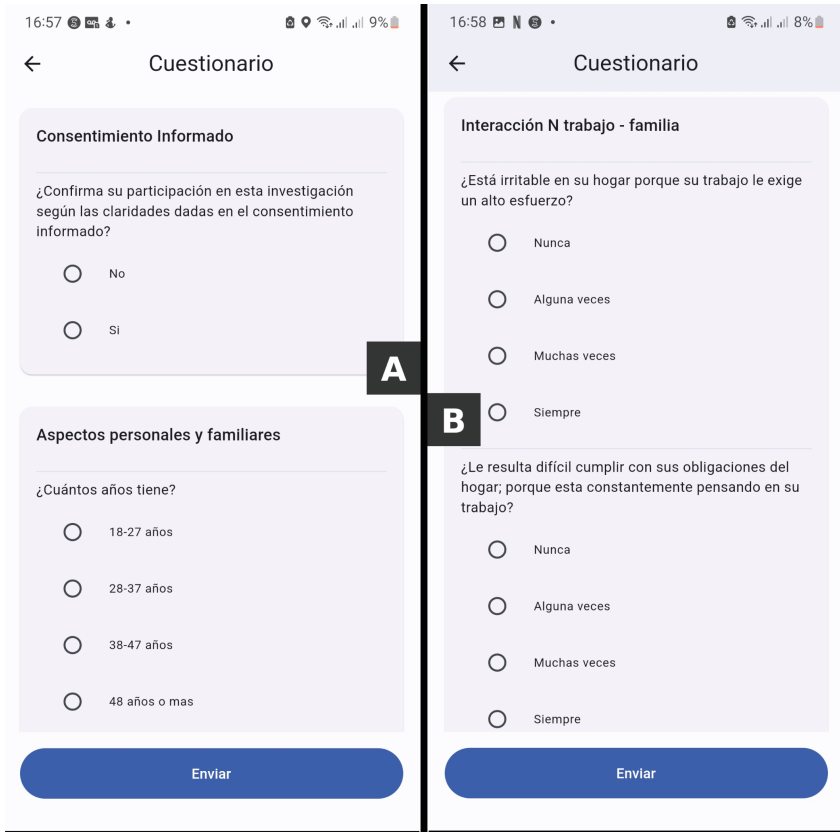 16:57
9%
Cuestionario
Consentimiento Informado
¿Confirma su participación en esta investigación
según las claridades dadas en el consentimiento
informado?
No
Si
A
Aspectos personales y familiares
¿Cuántos años tiene?
18-27 años
28-37 años
38-47 años
48 años o mas
Enviar
16:58
8%
Cuestionario
Interacción N trabajo - familia
¿Está irritable en su hogar porque su trabajo le exige
un alto esfuerzo?
Nunca
Alguna veces
Muchas veces
Siempre
B
¿Le resulta difícil cumplir con sus obligaciones del
hogar; porque esta constantemente pensando en su
trabajo?
Nunca
Alguna veces
Muchas veces
Siempre
Enviar